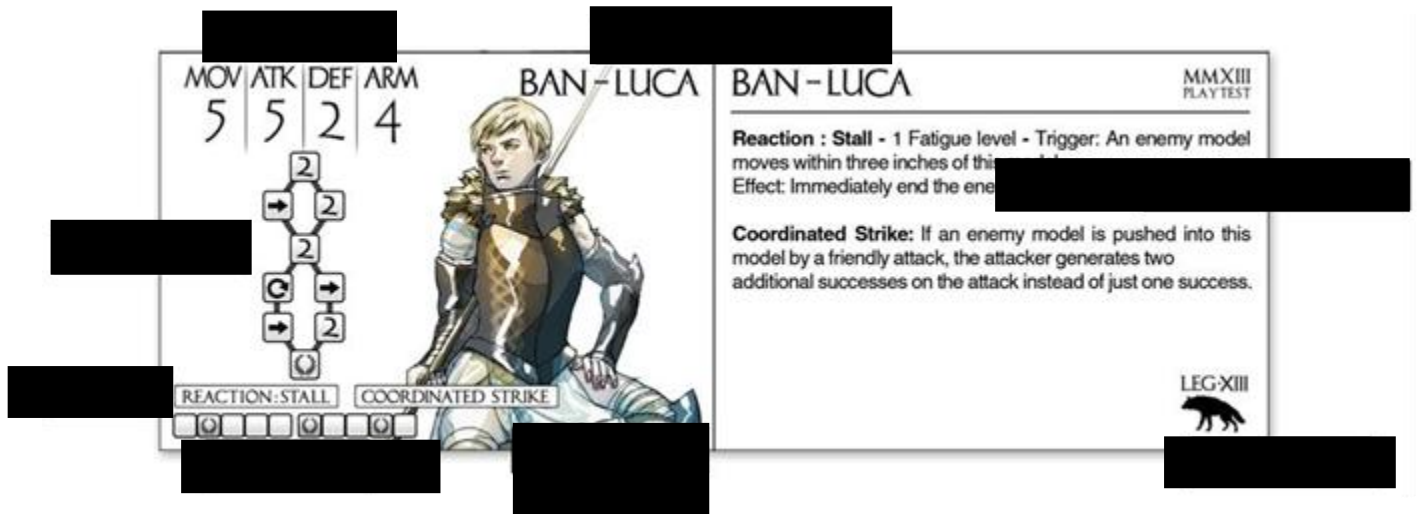 MOV ATK DEF ARM
5 5 2 4
BAN-LUCA
2
2
2
2
REACTION:STALL
COORDINATED STRIKE
BAN-LUCA
MMXIII
PLAYTEST
Reaction : Stall - 1 Fatigue level - Trigger: An enemy model
moves within three inches of this
Effect: Immediately end the
Coordinated Strike: If an enemy model is pushed into this
model by a friendly attack, the attacker generates two
additional successes on the attack instead of just one success.
LEG·XIII